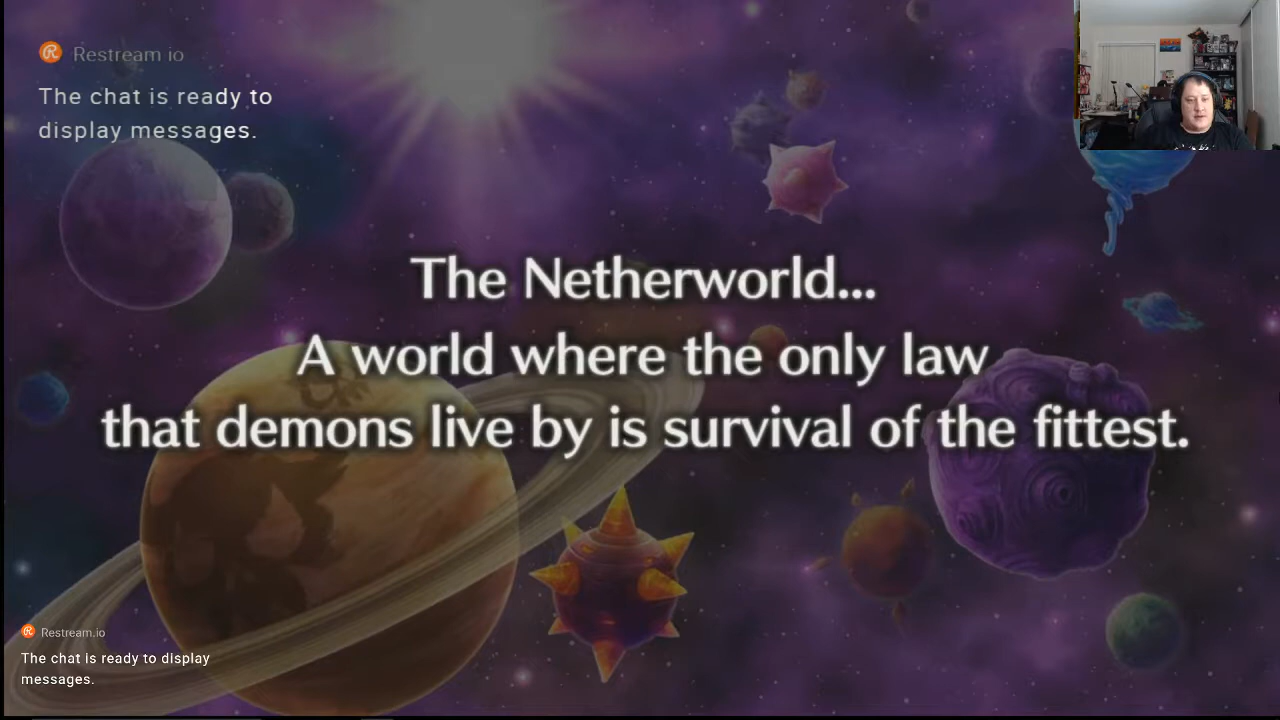 Restream io
The chat is ready to
display messages.
The Netherworld...
A world where the only law
that demons live by is survival of the fittest.
Restream.io
The chat is ready to display
messages.